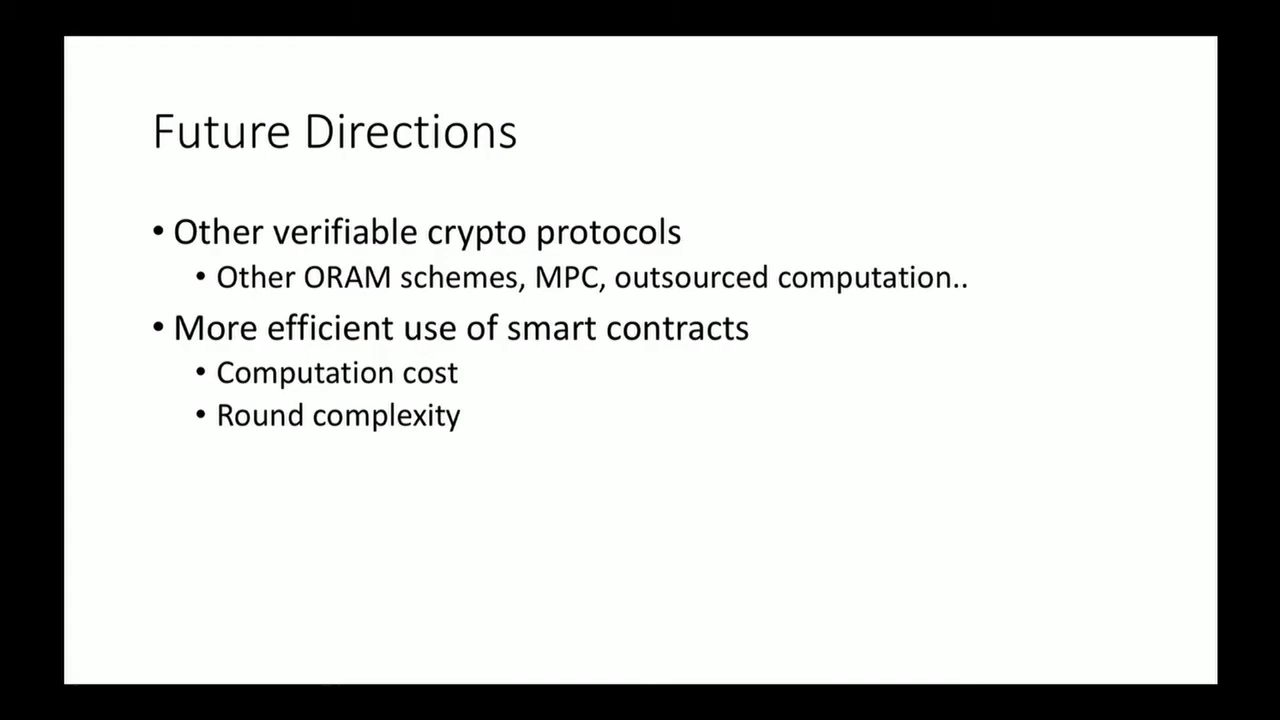 Future Directions
• Other verifiable crypto protocols
• Other ORAM schemes, MPC, outsourced computation..
• More efficient use of smart contracts
• Computation cost
• Round complexity